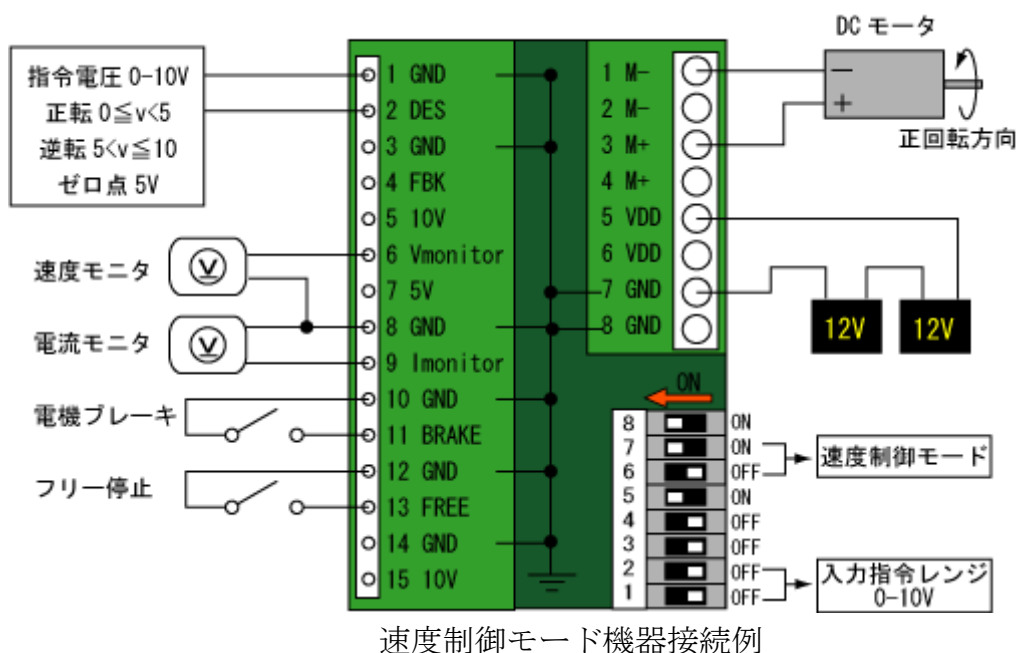 DC モータ
指令電圧 0-10V
正転 0≦v<5
逆転 5<v≦10
ゼロ点 5V
1 GND
2 DES
3 GND
4 FBK
5 10V
6 Vmonitor
7 5V
8 GND
9 Imonitor
10 GND
11 BRAKE
12 GND
13 FREE
14 GND
15 10V
1 M-
2 M-
3 M+
4 M+
5 VDD
6 VDD
7 GND
8 GND
−
+
正回転方向
速度モニタ
V
電流モニタ
V
電機ブレーキ
フリー停止
12V
12V
ON
8 ON
7 ON
6 OFF
5 ON
4 OFF
3 OFF
2 OFF
1 OFF
速度制御モード
入力指令レンジ
0-10V
速度制御モード機器接続例